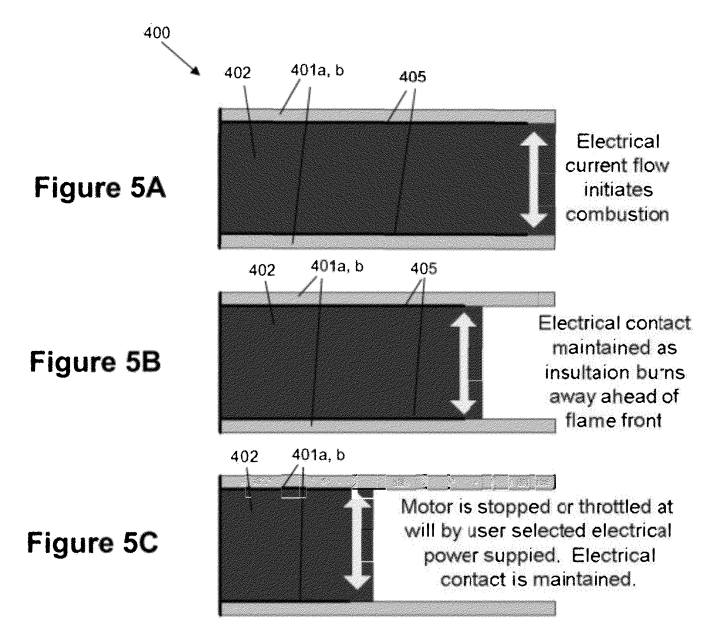 400
402
401a, b
405
Figure 5A
Electrical
current flow
initiates
combustion
402
401a, b
405
Figure 5B
Electrical contact
maintained as
insultaion burns
away ahead of
flame front
402
401a, b
Figure 5C
Motor is stopped or throttled at
will by user selected electrical
power suppied. Electrical
contact is maintained.